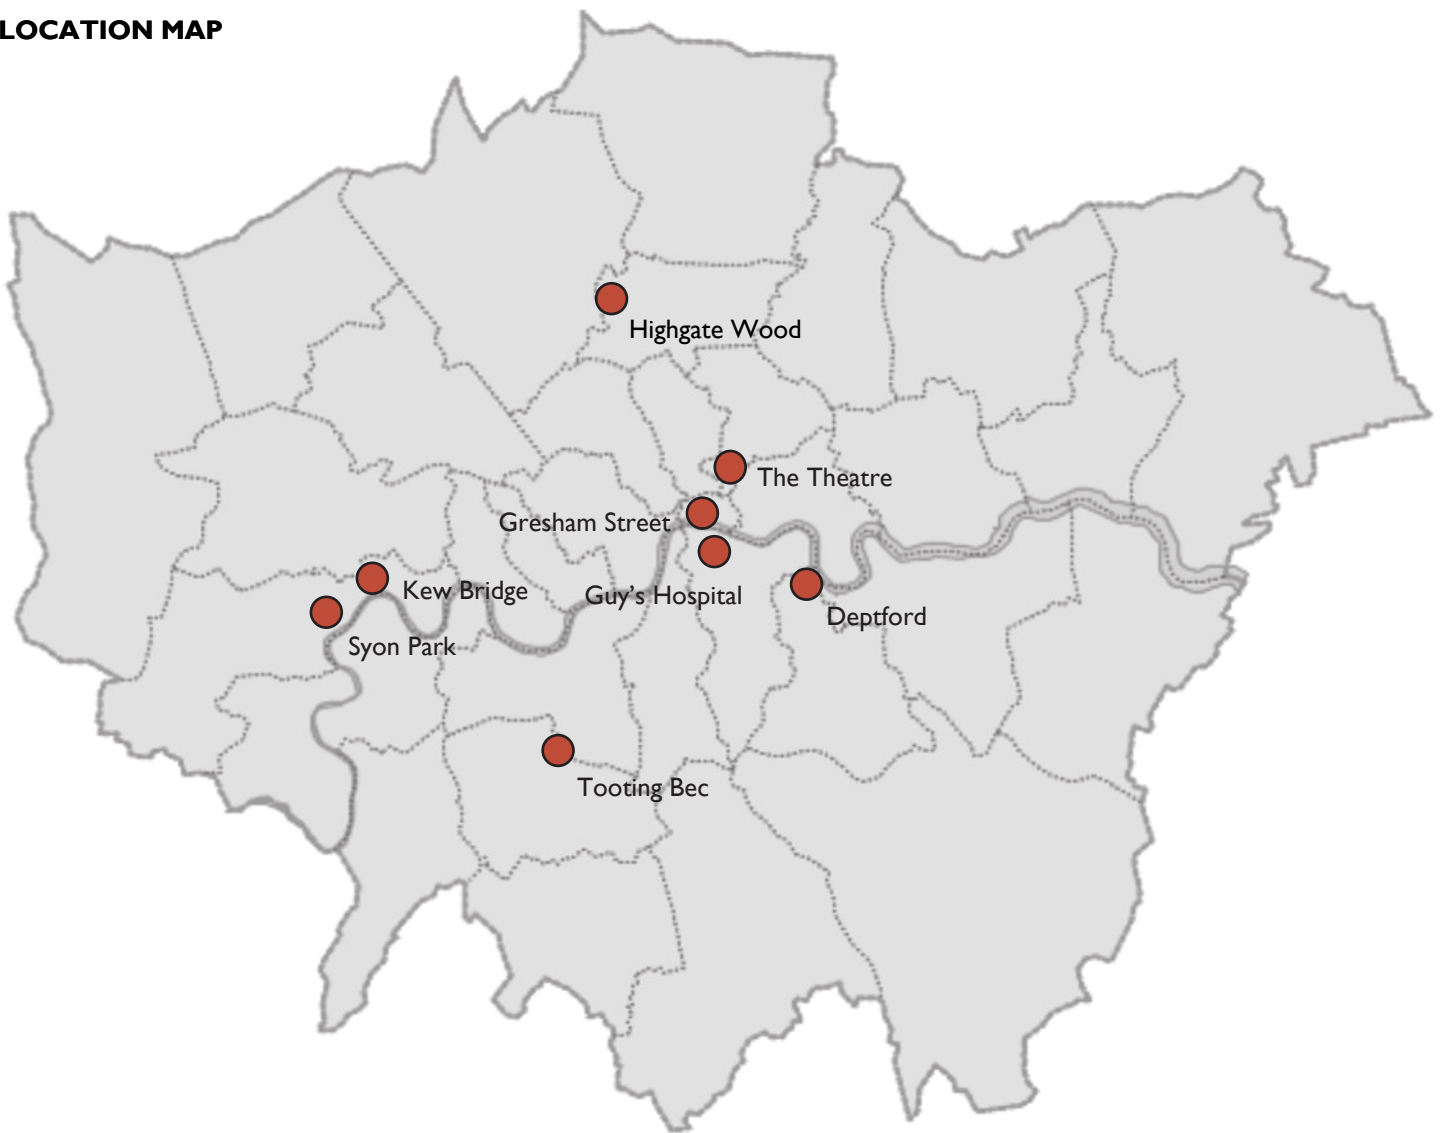 LOCATION MAP
Highgate Wood
The Theatre
Gresham Street
Kew Bridge
Guy’s Hospital
Deptford
Syon Park
Tooting Bec